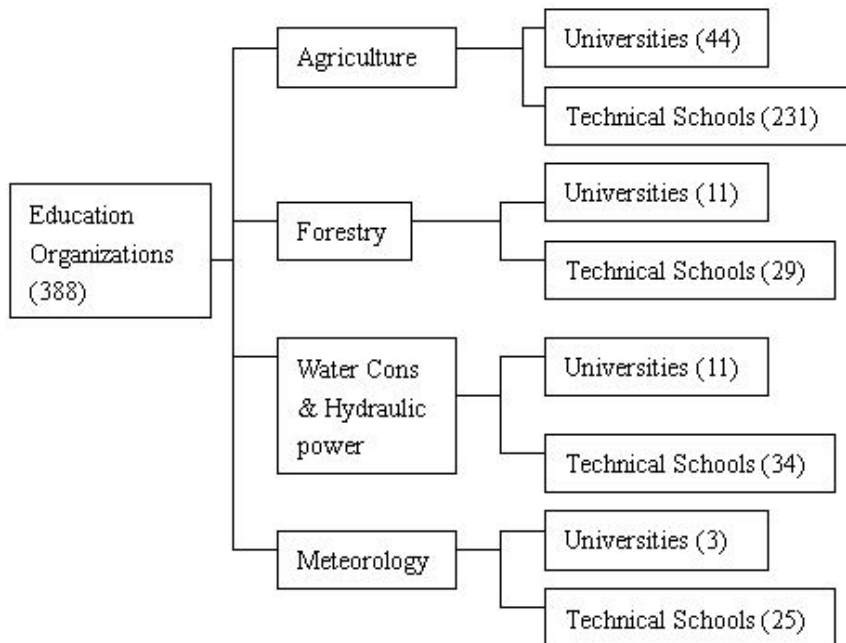 Education
Organizations
(388)
Agriculture
Universities (44)
Technical Schools (231)
Forestry
Universities (11)
Technical Schools (29)
Water Cons
& Hydraulic
power
Universities (11)
Technical Schools (34)
Meteorology
Universities (3)
Technical Schools (25)